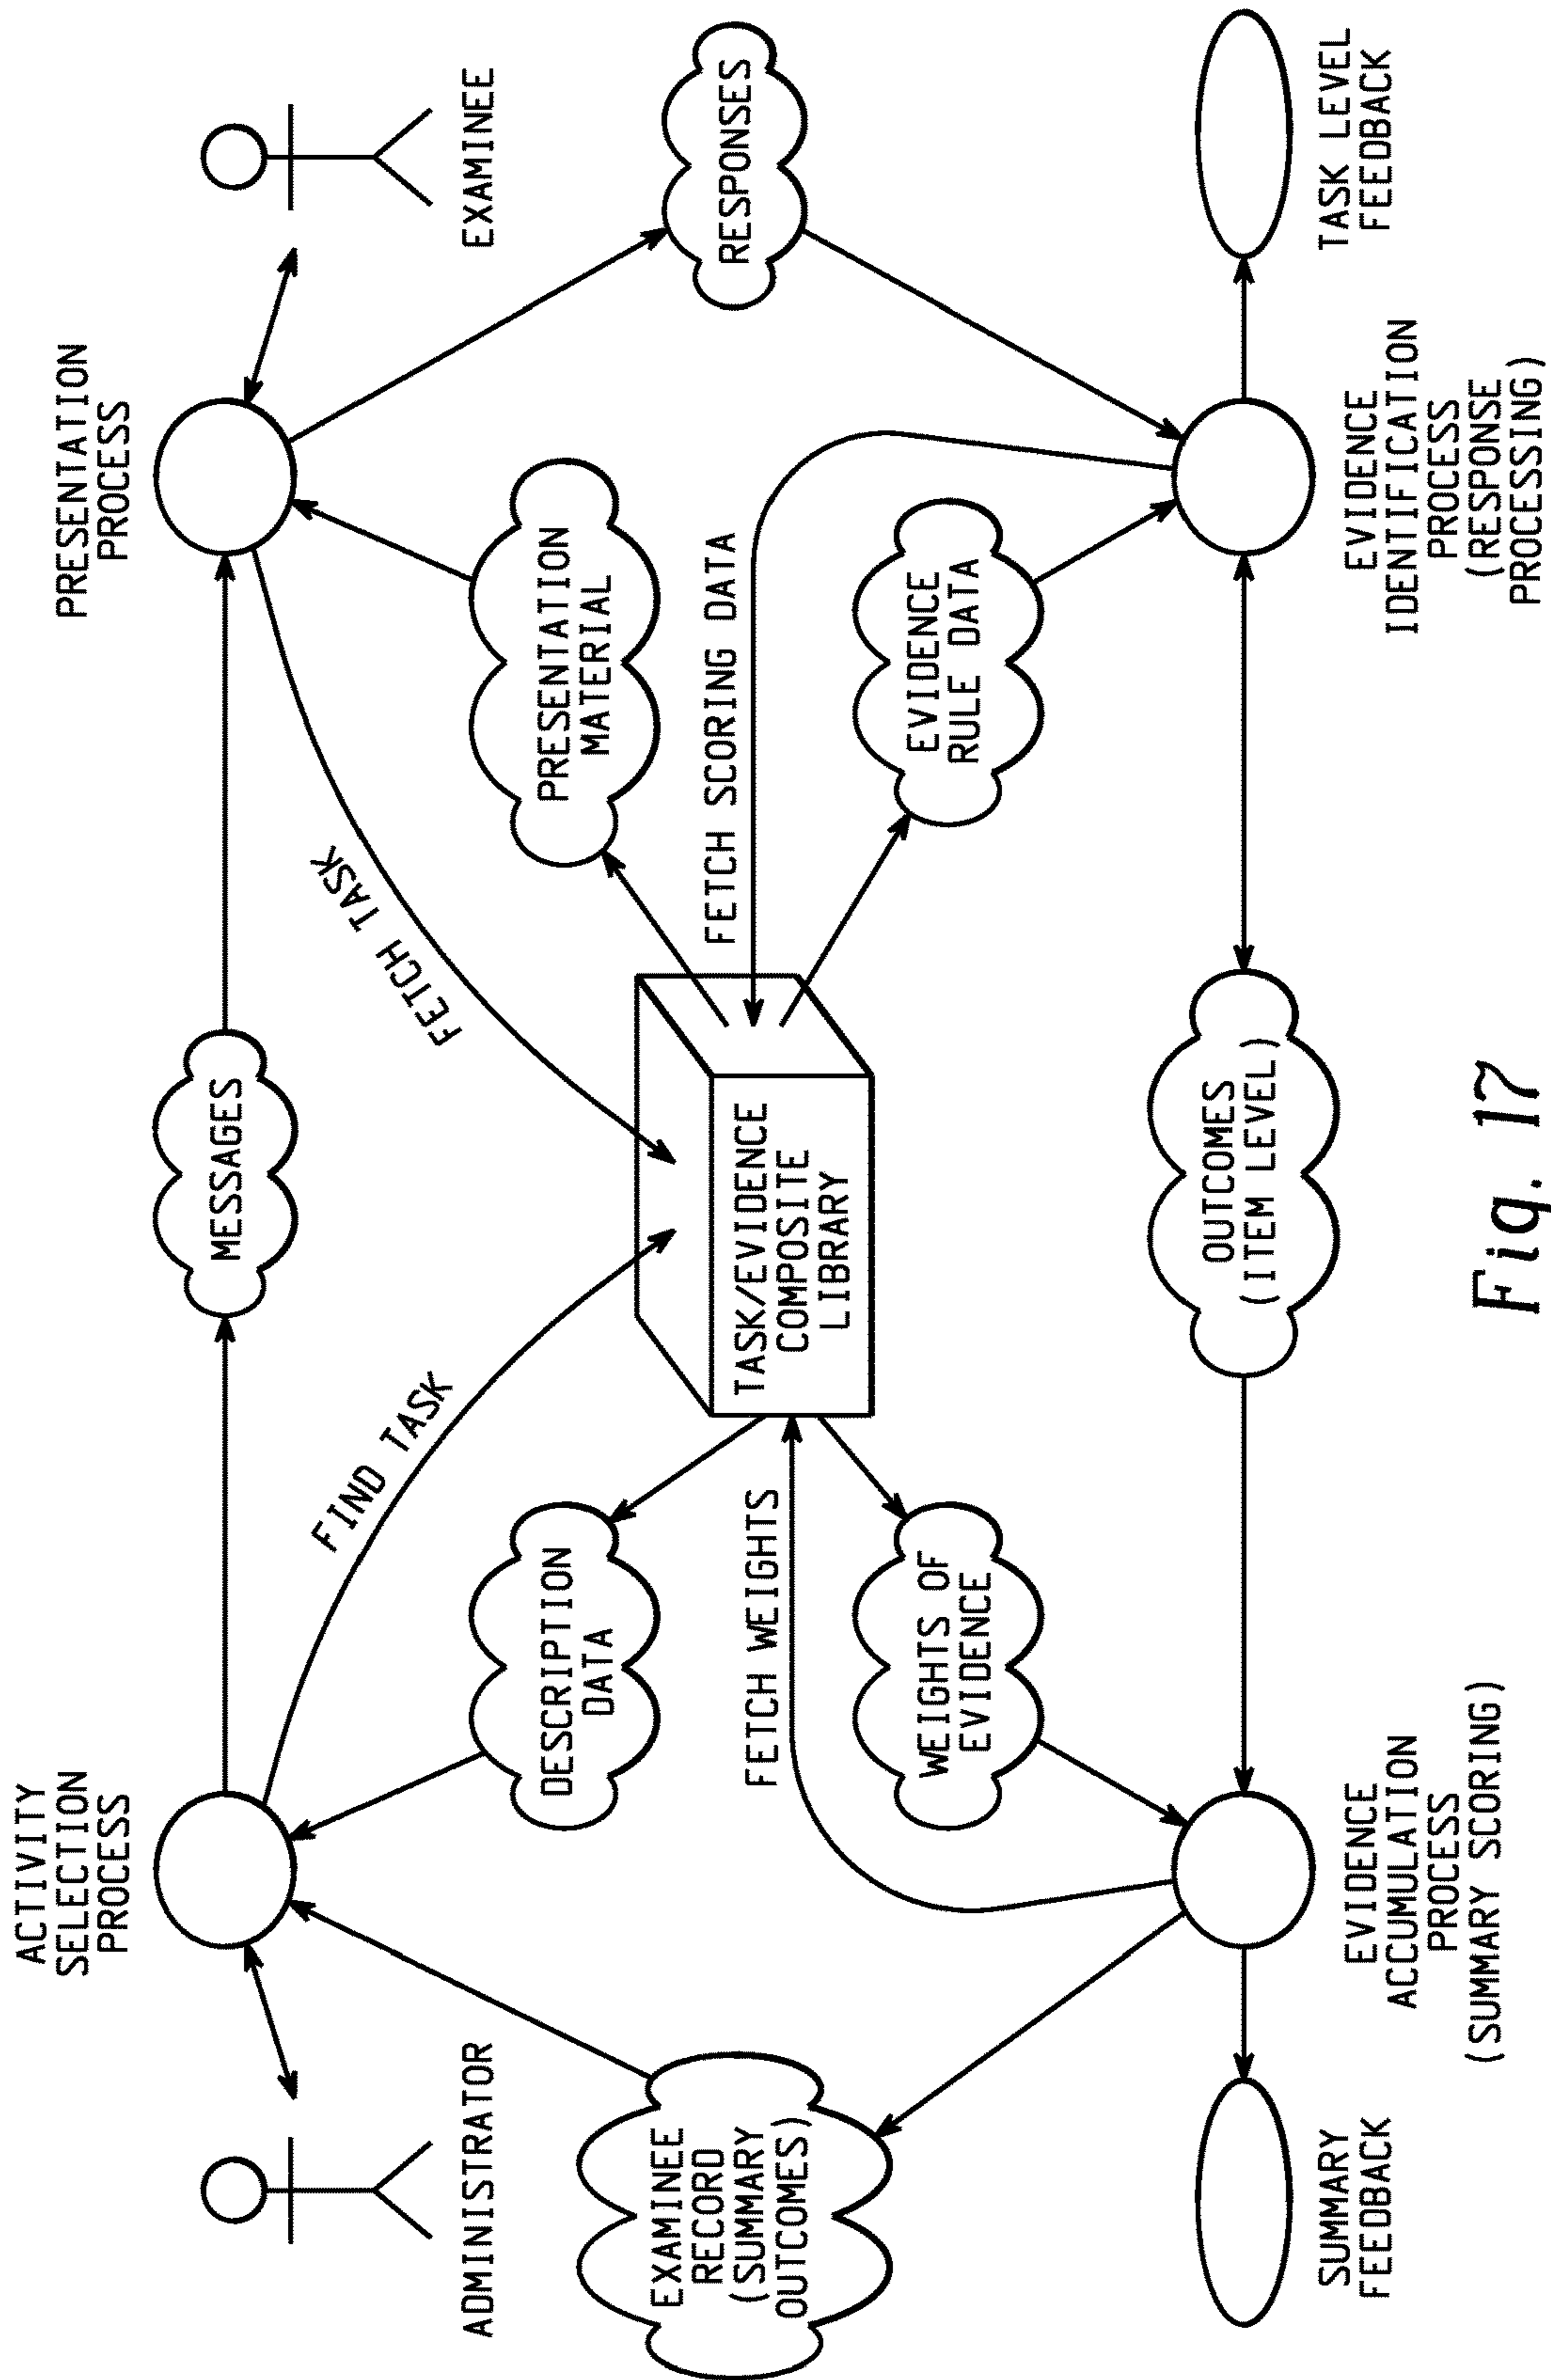 ACTIVITY
SELECTION
PROCESS
PRESENTATION
PROCESS
MESSAGES
ADMINISTRATOR
EXAMINEE
FIND TASK
FETCH TASK
DESCRIPTION
DATA
PRESENTATION
MATERIAL
EXAMINEE
RECORD
(SUMMARY
OUTCOMES)
RESPONSES
FETCH WEIGHTS
TASK/EVIDENCE
COMPOSITE
LIBRARY
FETCH SCORING DATA
WEIGHTS OF
EVIDENCE
EVIDENCE
RULE DATA
OUTCOMES
(ITEM LEVEL)
SUMMARY
FEEDBACK
EVIDENCE
ACCUMULATION
PROCESS
(SUMMARY SCORING)
EVIDENCE
IDENTIFICATION
PROCESS
(RESPONSE
PROCESSING)
TASK LEVEL
FEEDBACK
Fig. 17